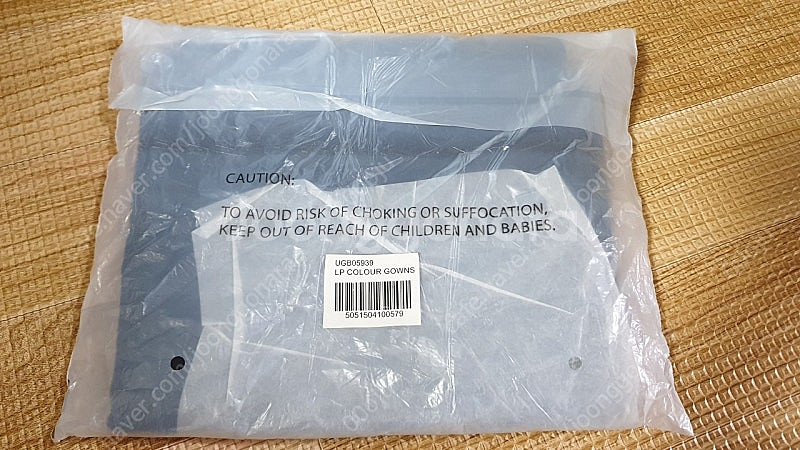 CAUTION:
TO AVOID RISK OF CHOKING OR SUFFOCATION,
KEEP OUT OF REACH OF CHILDREN AND BABIES.
UGB05939
LP COLOUR GOWNS
5051504100579